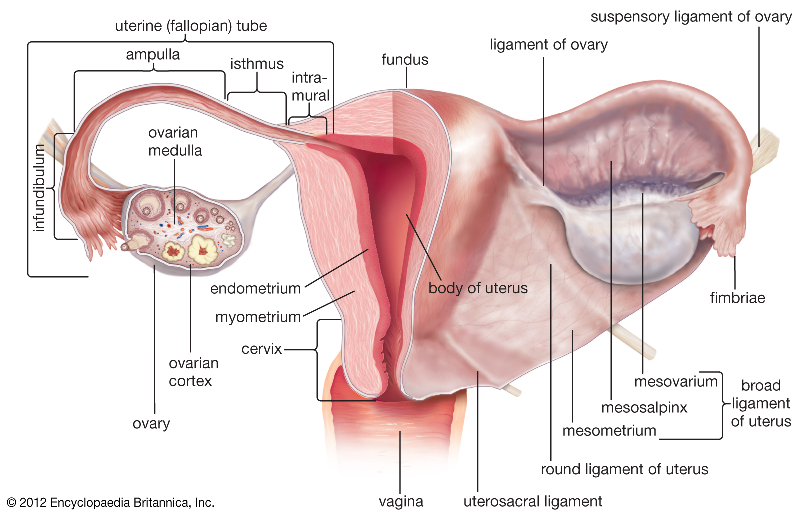 suspensory ligament of ovary
uterine (fallopian) tube
ligament of ovary
ampulla
isthmus
fundus
intra-
mural
ovarian
medulla
infundibulum
endometrium
body of uterus
fimbriae
myometrium
cervix
ovarian
cortex
mesovarium
broad
ligament
of uterus
mesosalpinx
ovary
mesometrium
round ligament of uterus
vagina
uterosacral ligament
© 2012 Encyclopaedia Britannica, Inc.